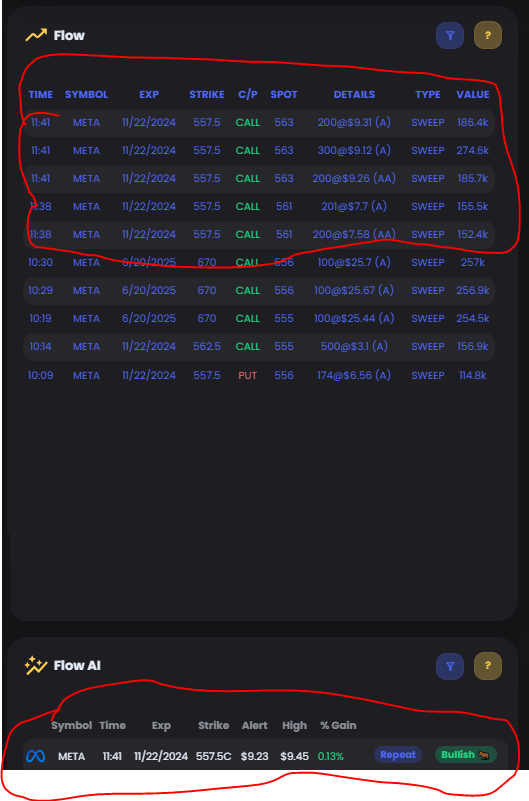 Flow
?
TIME SYMBOL EXP STRIKE C/P SPOT DETAILS TYPE VALUE
11:41 META 11/22/2024 557.5 CALL 563 200@$9.31 (A) SWEEP 186.4k
11:41 META 11/22/2024 557.5 CALL 563 300@$9.12 (A) SWEEP 274.6k
11:41 META 11/22/2024 557.5 CALL 563 200@$9.26 (AA) SWEEP 185.7k
11:38 META 11/22/2024 557.5 CALL 561 201@$7.7 (A) SWEEP 155.5k
11:38 META 11/22/2024 557.5 CALL 561 200@$7.58 (AA) SWEEP 152.4k
10:30 META 6/20/2025 670 CALL 556 100@$25.7 (A) SWEEP 257k
10:29 META 6/20/2025 670 CALL 556 100@$25.67 (A) SWEEP 256.9k
10:19 META 6/20/2025 670 CALL 555 100@$25.44 (A) SWEEP 254.5k
10:14 META 11/22/2024 562.5 CALL 555 500@$3.1 (A) SWEEP 156.9k
10:09 META 11/22/2024 557.5 PUT 556 174@$6.56 (A) SWEEP 114.8k
Flow AI
?
Symbol Time Exp Strike Alert High % Gain
META 11:41 11/22/2024 557.5C $9.23 $9.45 0.13% Repeat Bullish